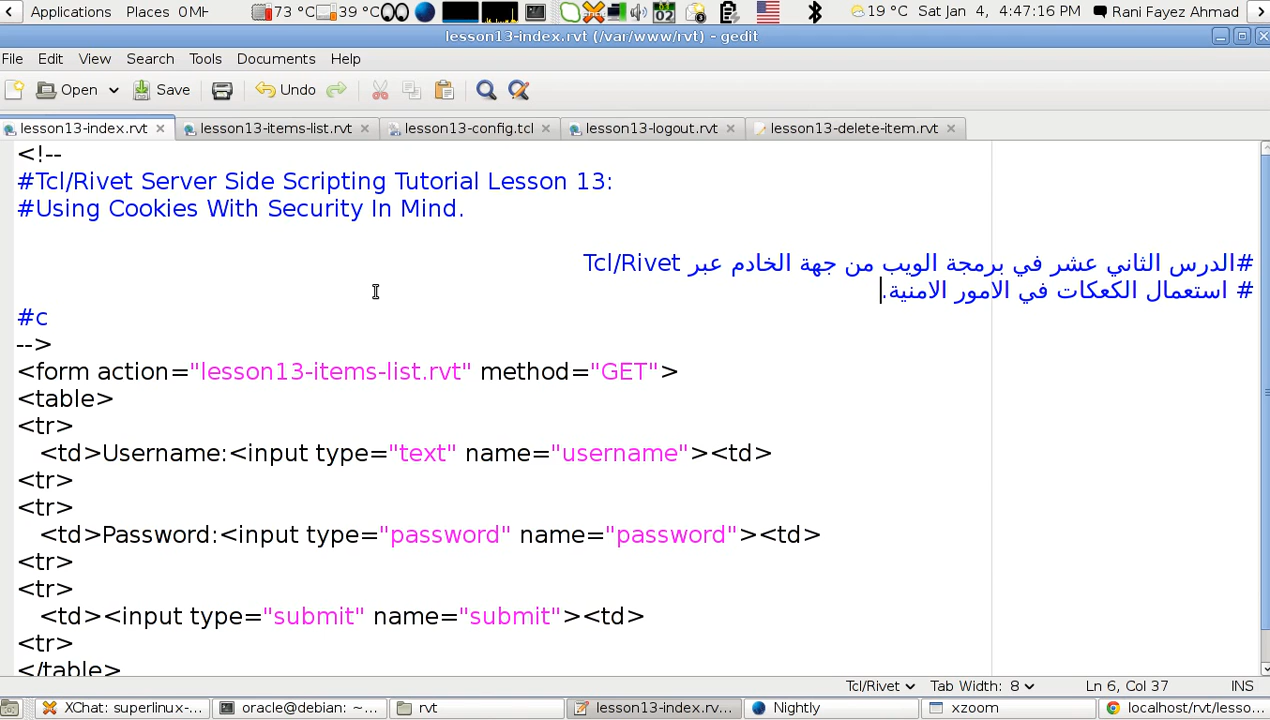 Applications Places 0MH 73 °C 39 °C 19 °C Sat Jan 4, 4:47:16 PM Rani Fayez Ahmad
lesson13-index.rvt (/var/www/rvt) - gedit
File Edit View Search Tools Documents Help
Open Save Undo
lesson13-index.rvt lesson13-items-list.rvt lesson13-config.tcl lesson13-logout.rvt lesson13-delete-item.rvt
<!--
#Tcl/Rivet Server Side Scripting Tutorial Lesson 13:
#Using Cookies With Security In Mind.
#الدرس الثاني عشر في برمجة الويب من جهة الخادم عبر Tcl/Rivet
# استعمال الكعكات في الامور الامنية.
#c
-->
<form action="lesson13-items-list.rvt" method="GET">
<table>
<tr>
<td>Username:<input type="text" name="username"><td>
<tr>
<tr>
<td>Password:<input type="password" name="password"><td>
<tr>
<tr>
<td><input type="submit" name="submit"><td>
<tr>
</table>
Tcl/Rivet Tab Width: 8 Ln 6, Col 37 INS
XChat: superlinux-... oracle@debian: ~... rvt lesson13-index.rv... Nightly xzoom localhost/rvt/lesso...